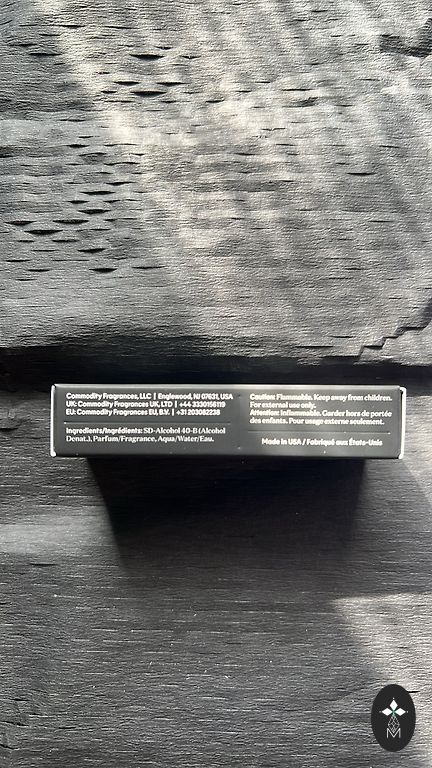 Commodity Fragrances, LLC | Englewood, NJ 07631, USA
UK: Commodity Fragrances UK, LTD | +44 3330156119
EU: Commodity Fragrances EU, B.V. | +31 203082238
Ingredients/Ingrédients: SD-Alcohol 40-B (Alcohol
Denat.), Parfum/Fragrance, Aqua/Water/Eau.
Caution: Flammable. Keep away from children.
For external use only.
Attention: Inflammable. Garder hors de portée
des enfants. Pour usage externe seulement.
Made in USA / Fabriqué aux États-Unis